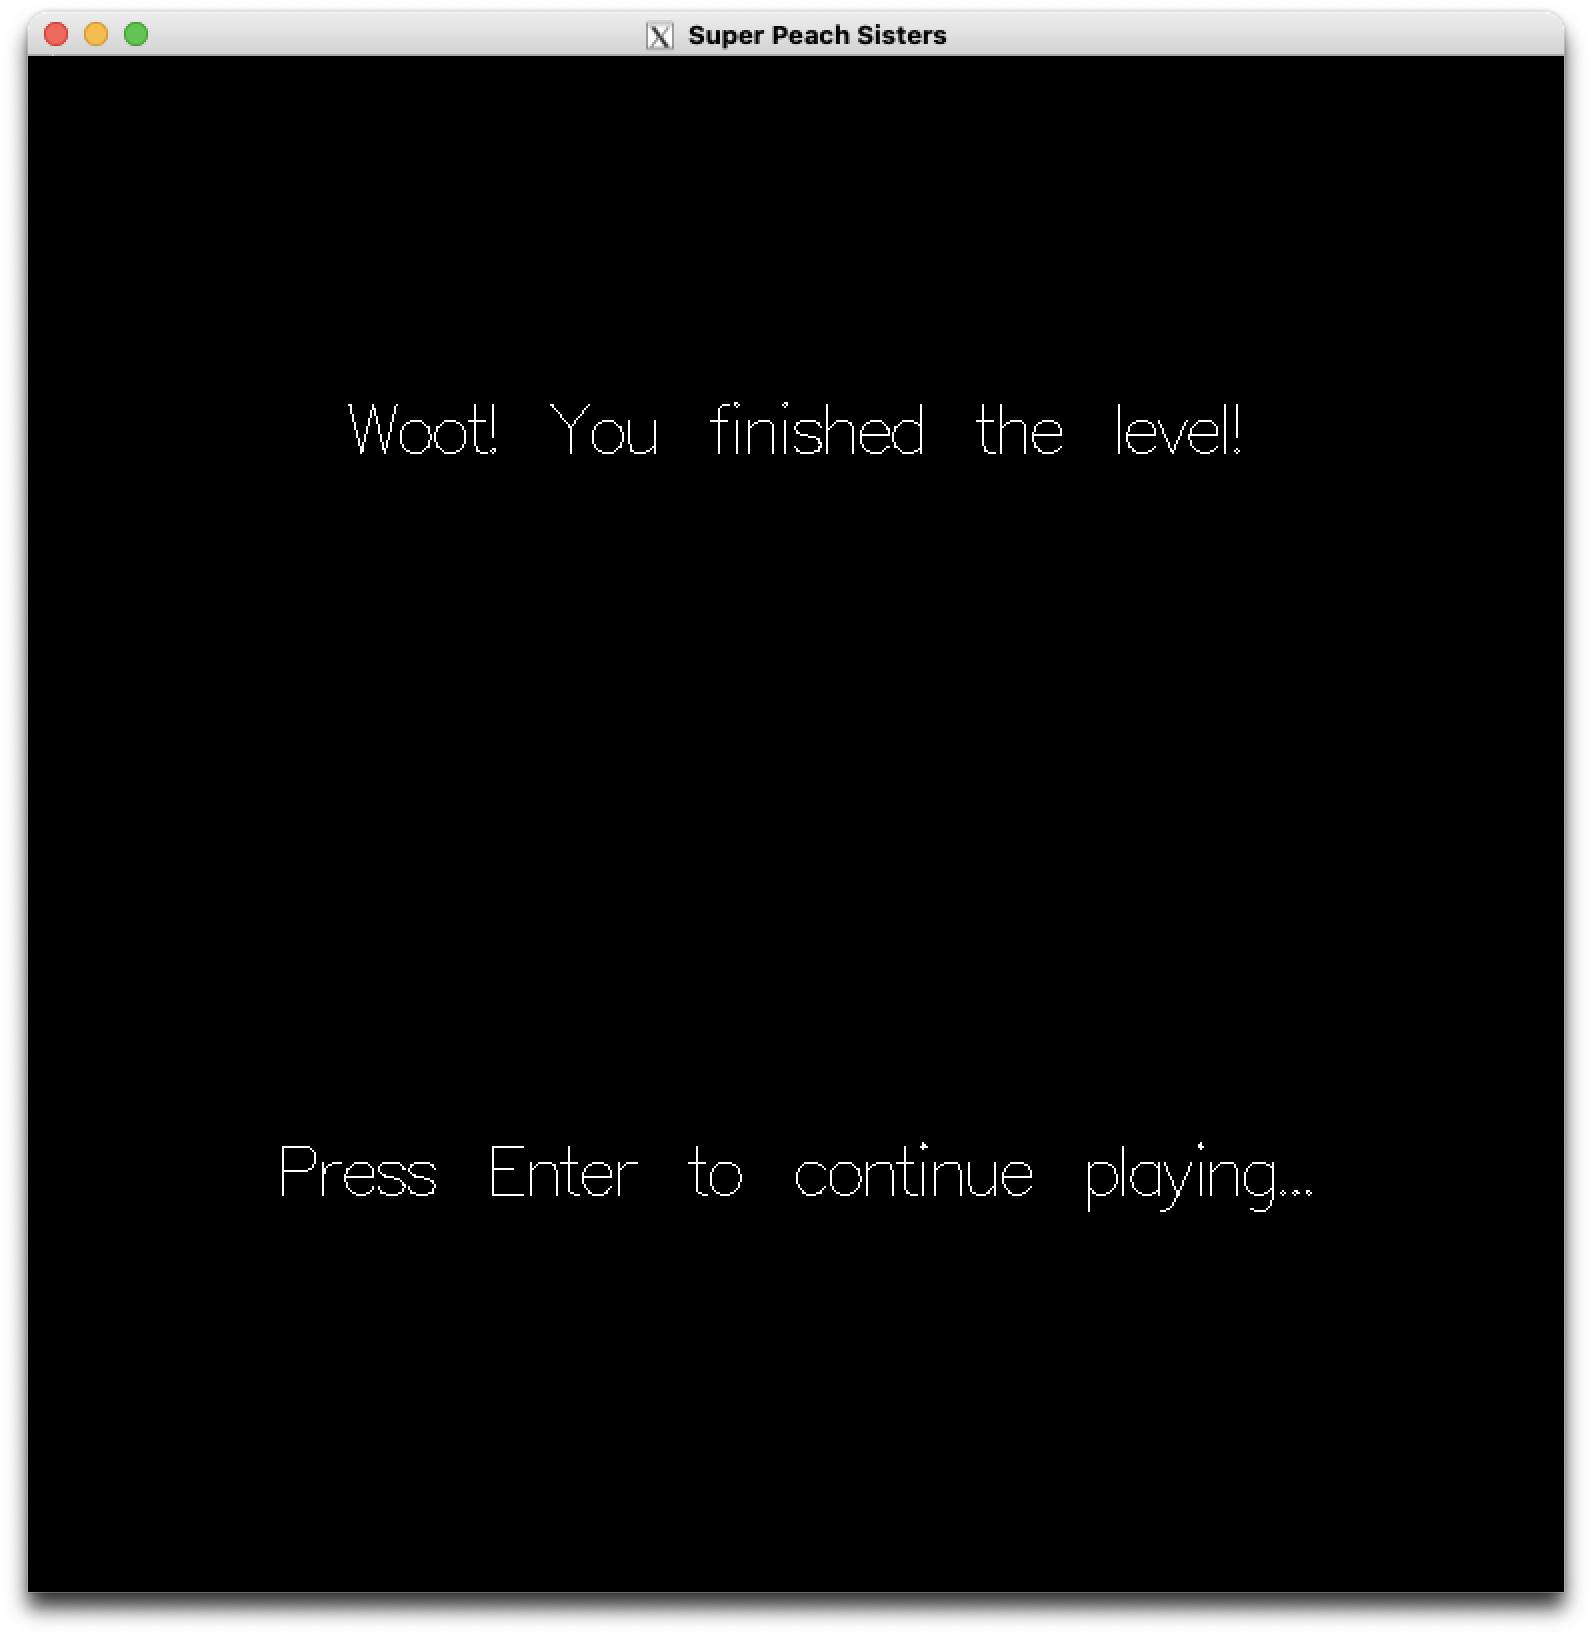 Super Peach Sisters
Woot! You finished the level!
Press Enter to continue playing...